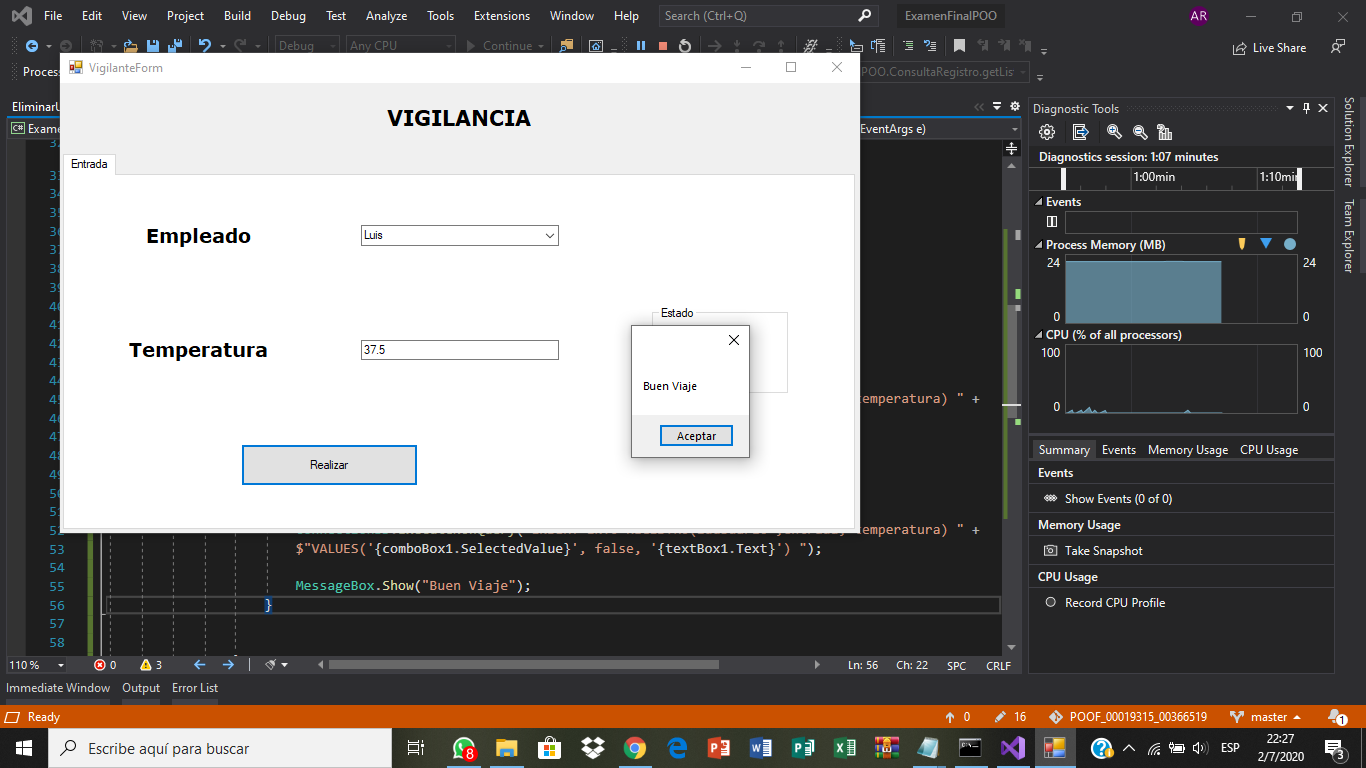 File Edit View Project Build Debug Test Analyze Tools Extensions Window Help Search (Ctrl+Q) ExamenFinalPOO AR
Debug Any CPU Continue Live Share
Process
POO.ConsultaRegistro.getLis
VigilanteForm
EliminarU
Exame
EventArgs e)
VIGILANCIA
Entrada
Empleado
Luis
Temperatura
37.5
Estado
Realizar
Buen Viaje
Aceptar
emperatura) " +
52 emperatura) " +
53 $"VALUES('{comboBox1.SelectedValue}', false, '{textBox1.Text}') ");
54
55 MessageBox.Show("Buen Viaje");
56 }
57
58
110 % 0 3 Ln: 56 Ch: 22 SPC CRLF
Diagnostic Tools
Diagnostics session: 1:07 minutes
1:00min 1:10min
Events
Process Memory (MB)
24 24
0 0
CPU (% of all processors)
100 100
0 0
Summary Events Memory Usage CPU Usage
Events
Show Events (0 of 0)
Memory Usage
Take Snapshot
CPU Usage
Record CPU Profile
Solution Explorer
Team Explorer
Immediate Window Output Error List
Ready 0 16 POOF_00019315_00366519 master 1
Escribe aquí para buscar 8 ESP 22:27
2/7/2020 3